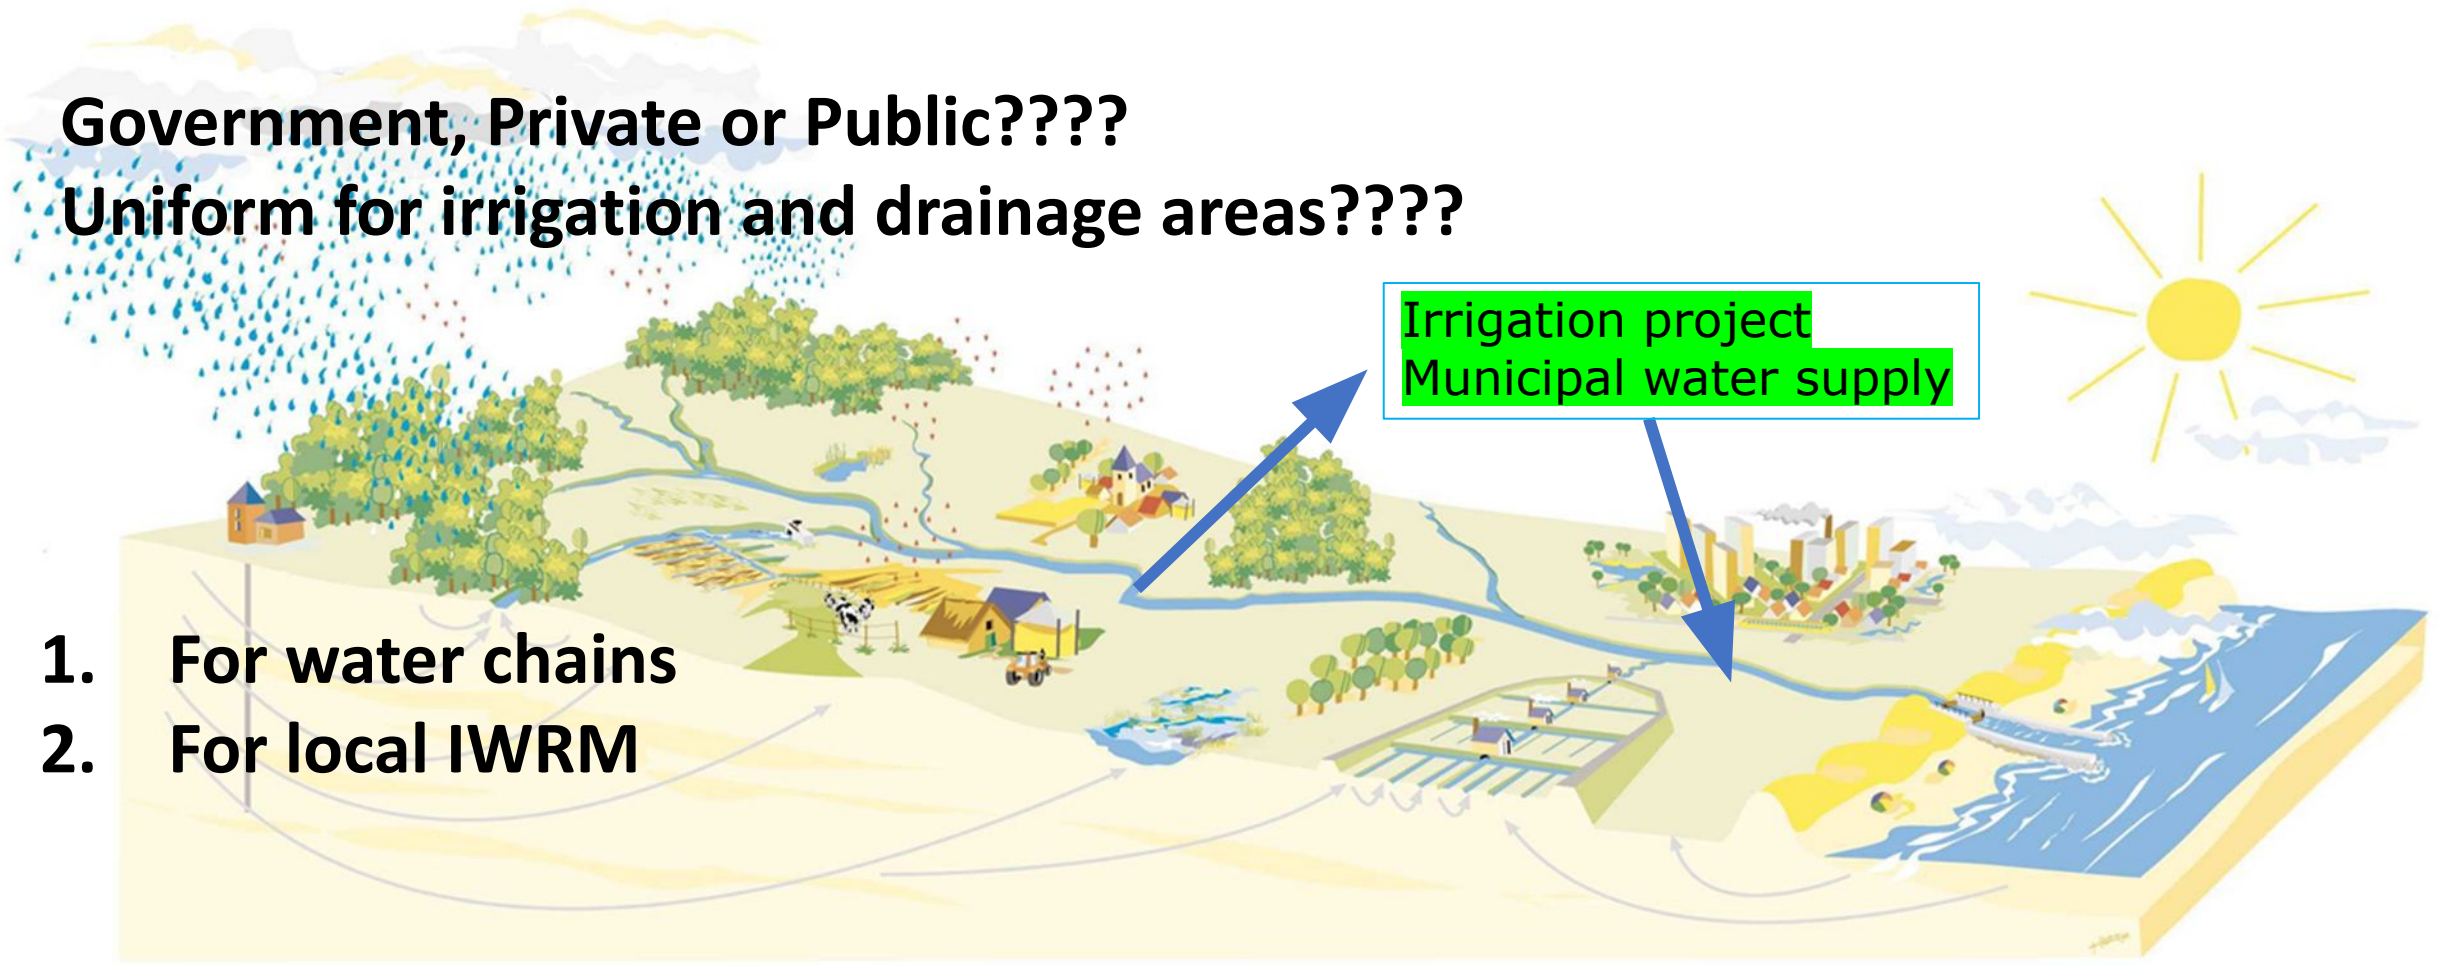 Government, Private or Public????
Uniform for irrigation and drainage areas????
Irrigation project
Municipal water supply
1. For water chains
2. For local IWRM